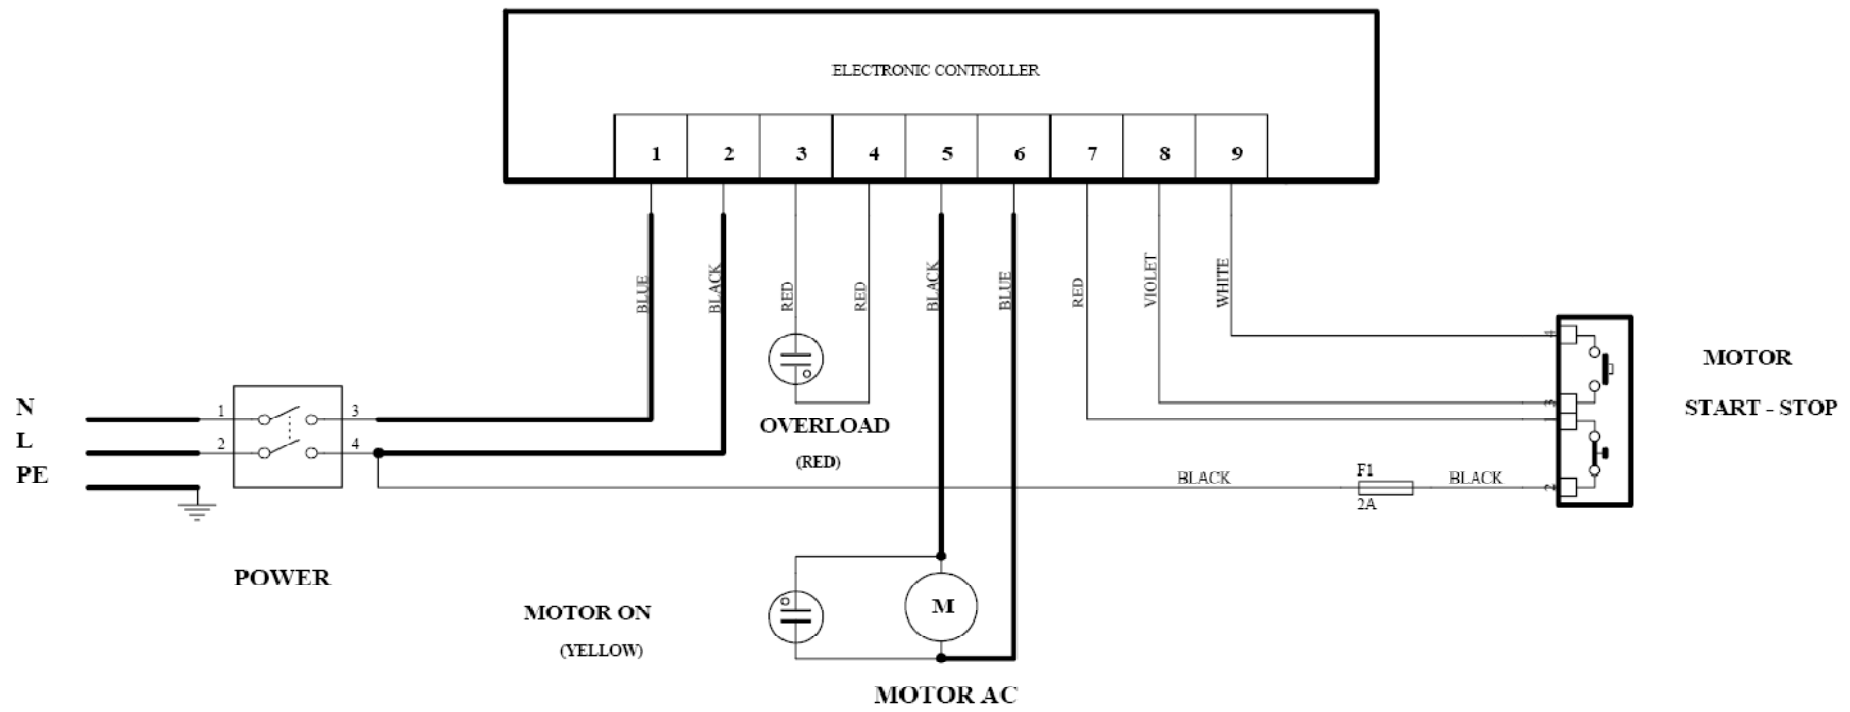 ELECTRONIC CONTROLLER
1 2 3 4 5 6 7 8 9
BLUE
BLACK
RED
RED
BLACK
BLUE
RED
VIOLET
WHITE
4
3
1
2
MOTOR
START - STOP
N
L
PE
1
2
3
4
POWER
OVERLOAD
(RED)
BLACK
F1
2A
BLACK
MOTOR ON
(YELLOW)
M
MOTOR AC